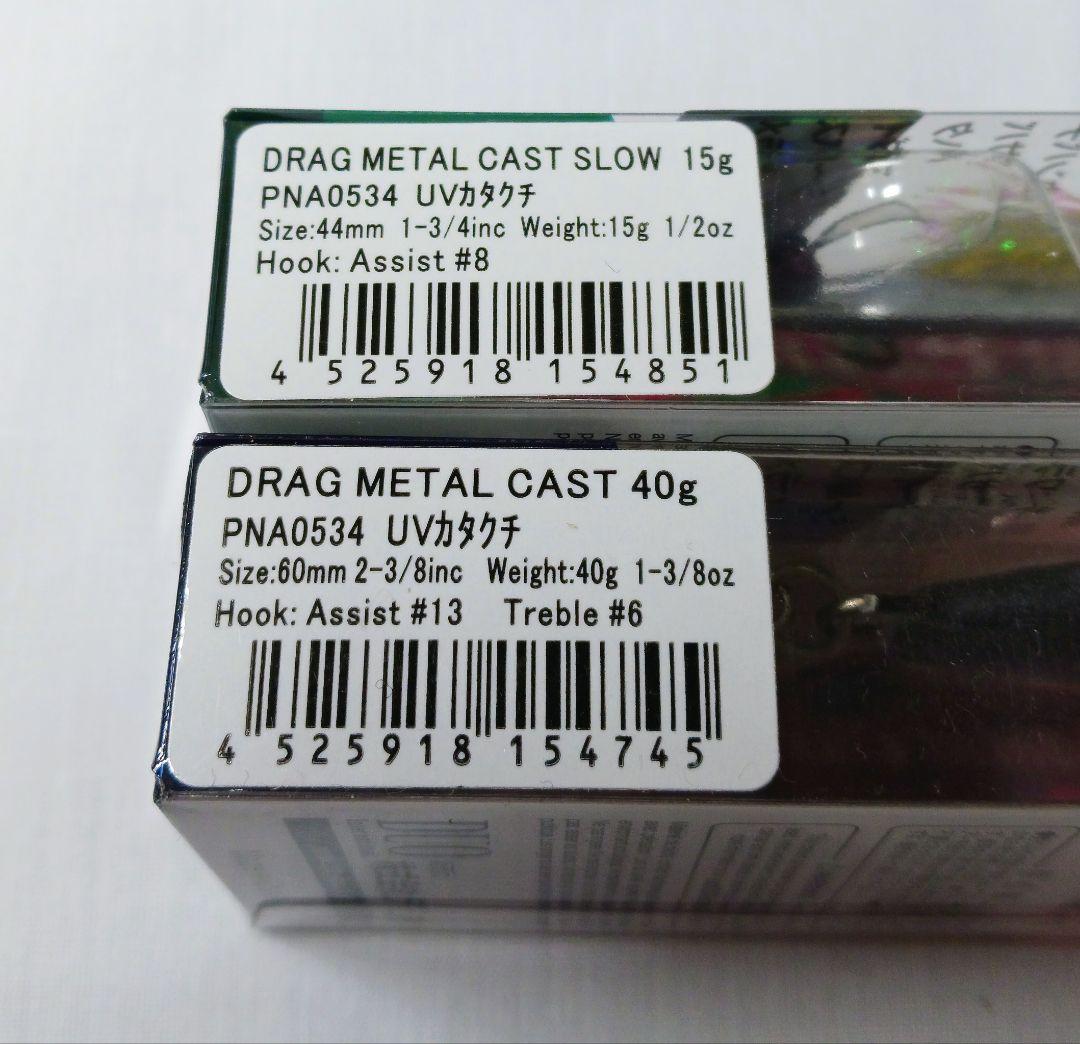 DRAG METAL CAST SLOW 15g
PNA0534 UVカタクチ
Size:44mm 1-3/4inc Weight:15g 1/2oz
Hook: Assist #8
4 525918 154851
DRAG METAL CAST 40g
PNA0534 UVカタクチ
Size:60mm 2-3/8inc Weight:40g 1-3/8oz
Hook: Assist #13 Treble #6
4 525918 154745